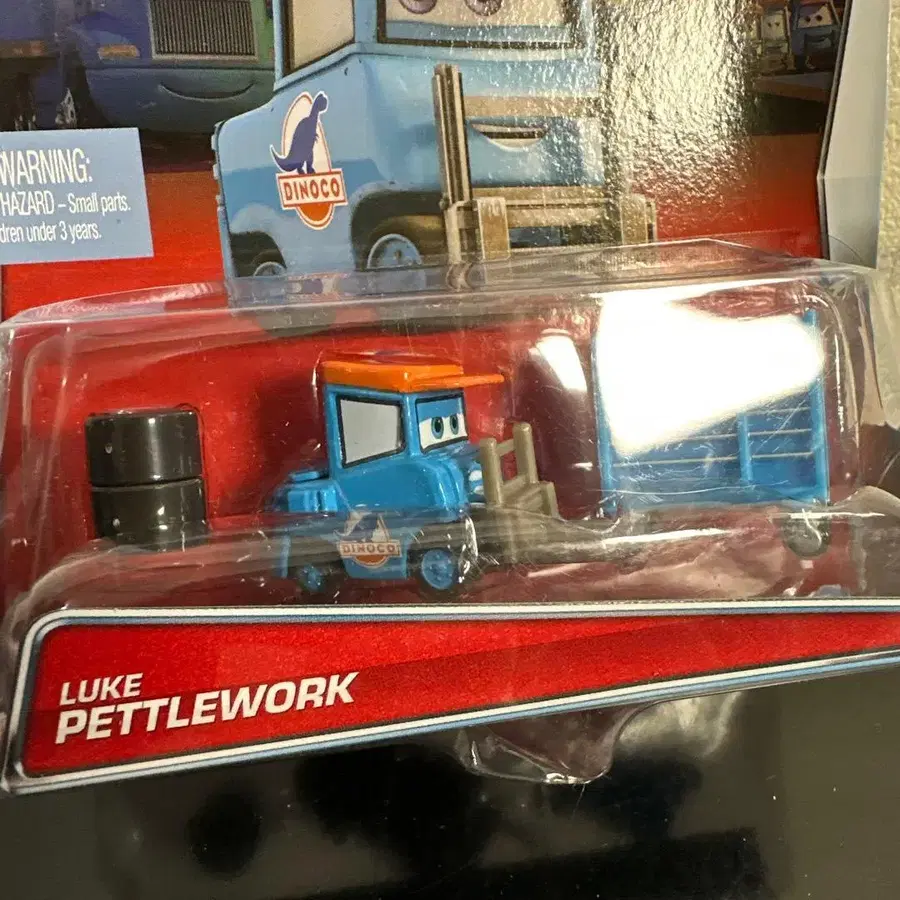 WARNING:
HAZARD – Small parts.
dren under 3 years.
DINOCO
DINOCO
LUKE
PETTLEWORK